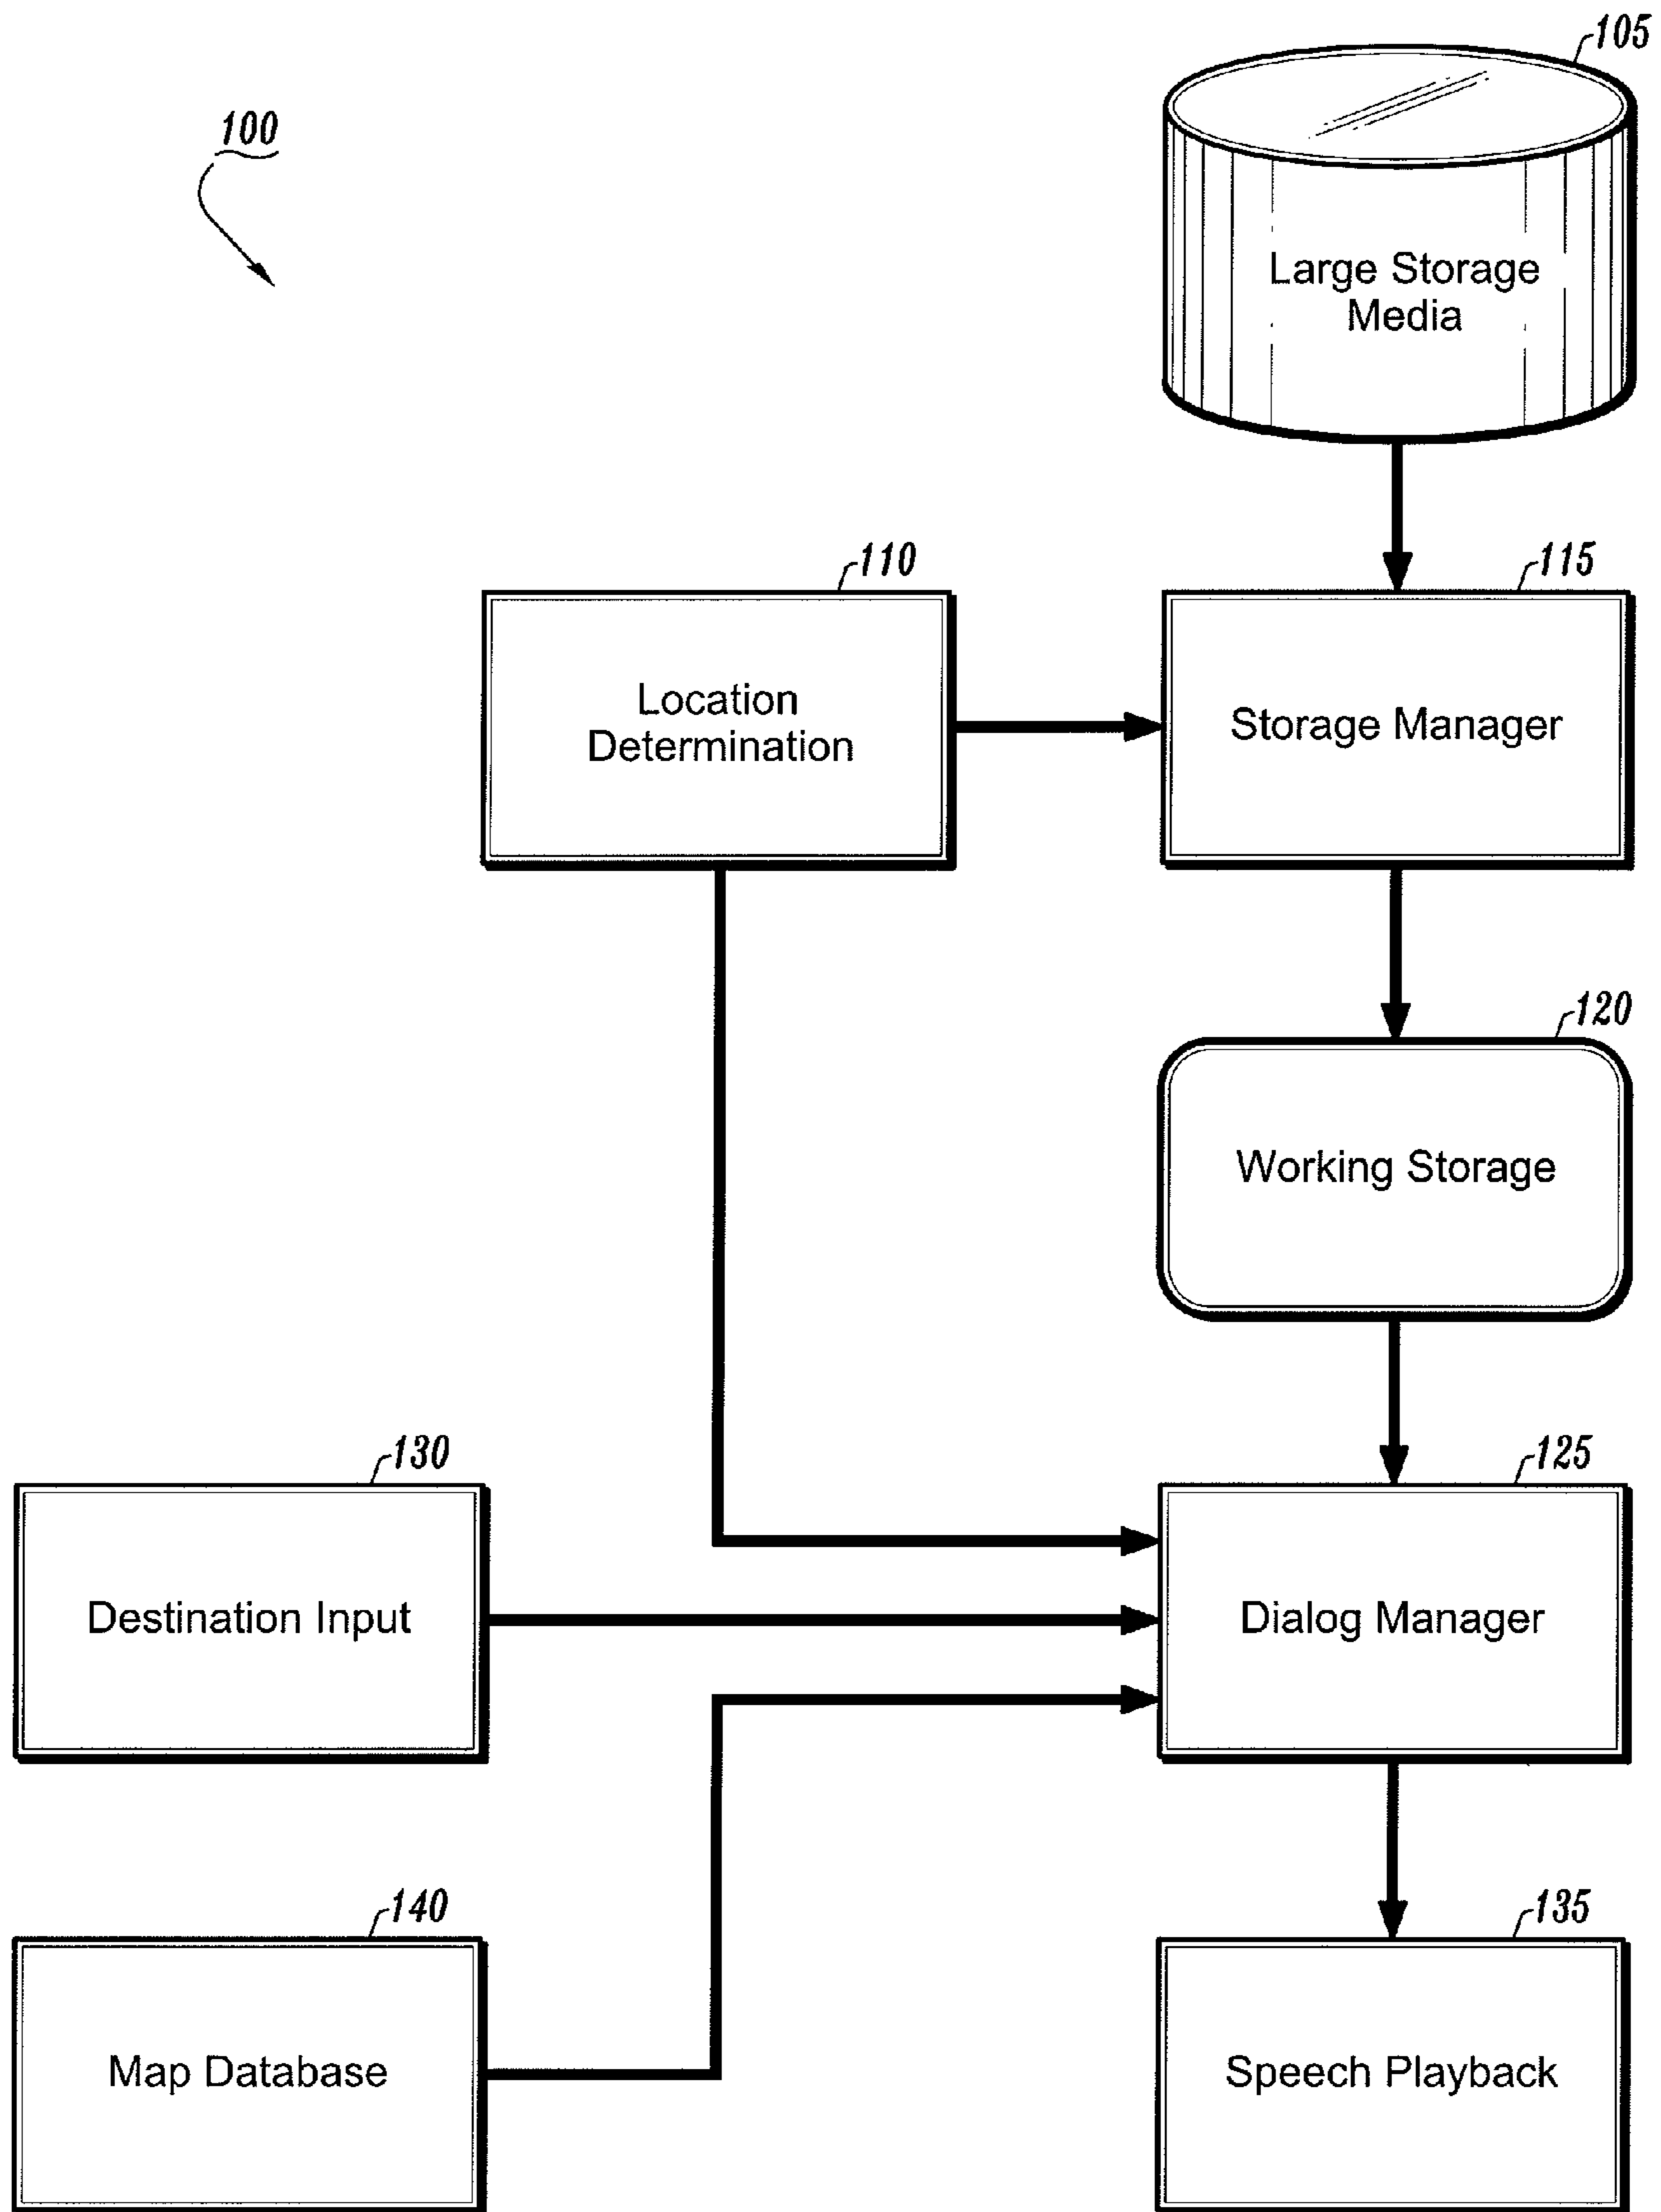 105
100
Large Storage
Media
110
115
Location
Determination
Storage Manager
120
Working Storage
130
125
Destination Input
Dialog Manager
140
135
Map Database
Speech Playback